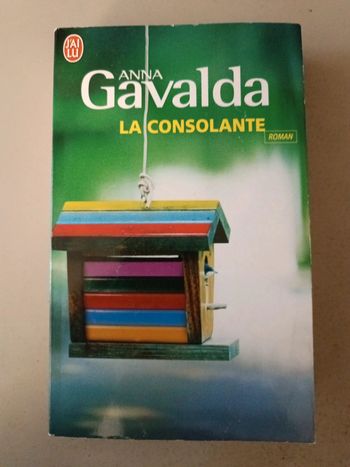 J'AI
LU
ANNA
Gavalda
LA CONSOLANTE
ROMAN